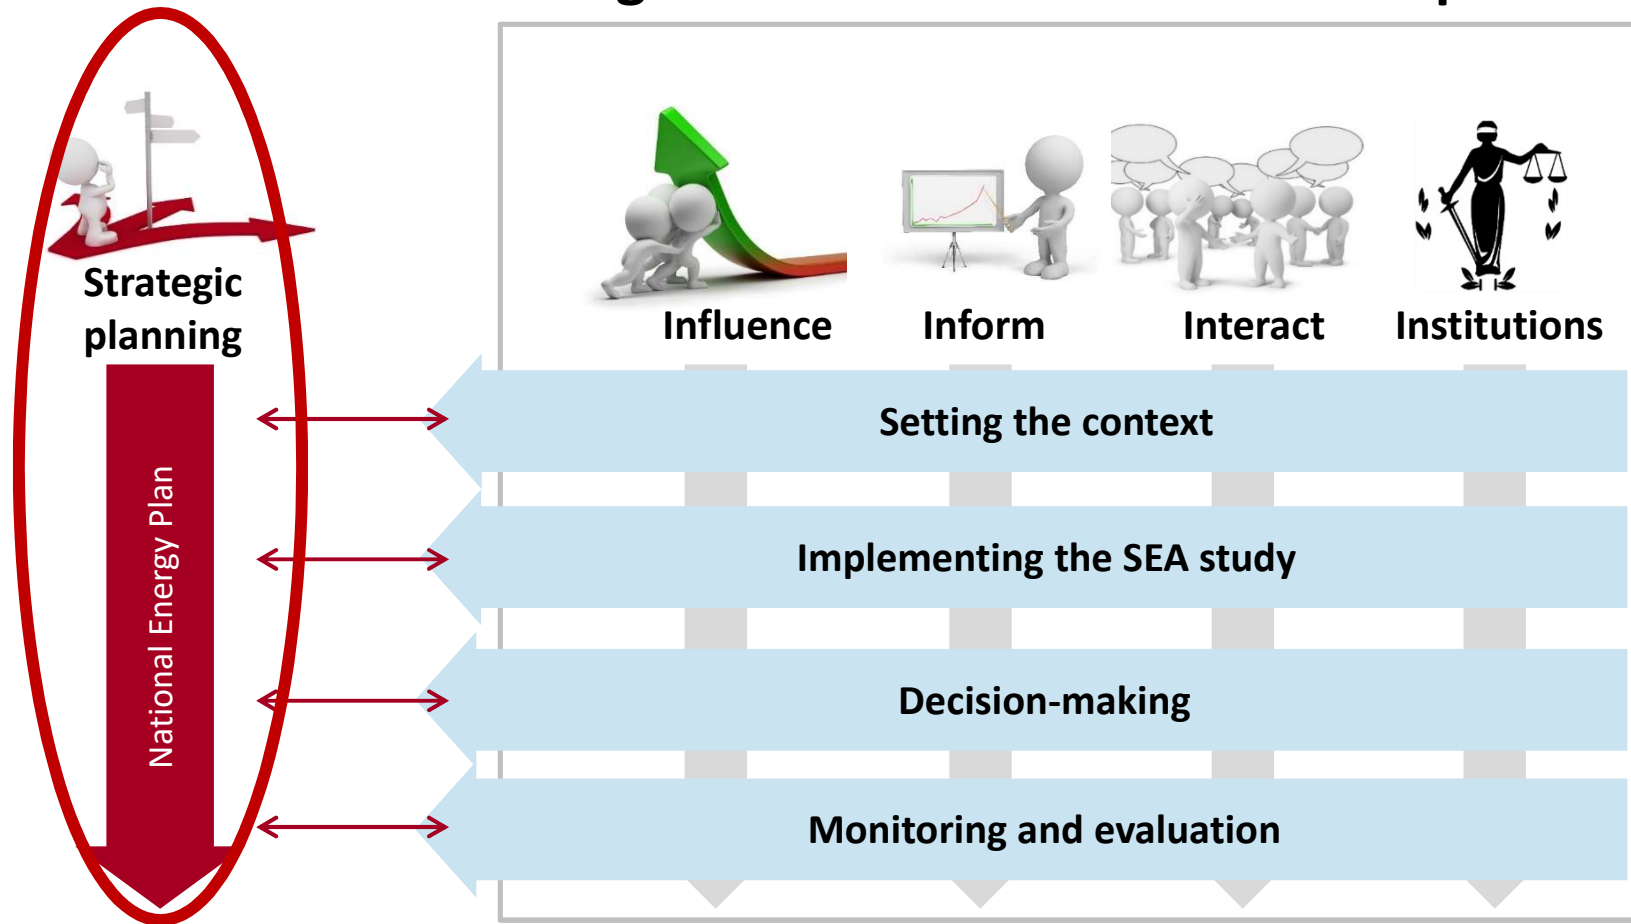 Strategic
planning
National Energy Plan
Influence
Inform
Interact
Institutions
Setting the context
Implementing the SEA study
Decision-making
Monitoring and evaluation